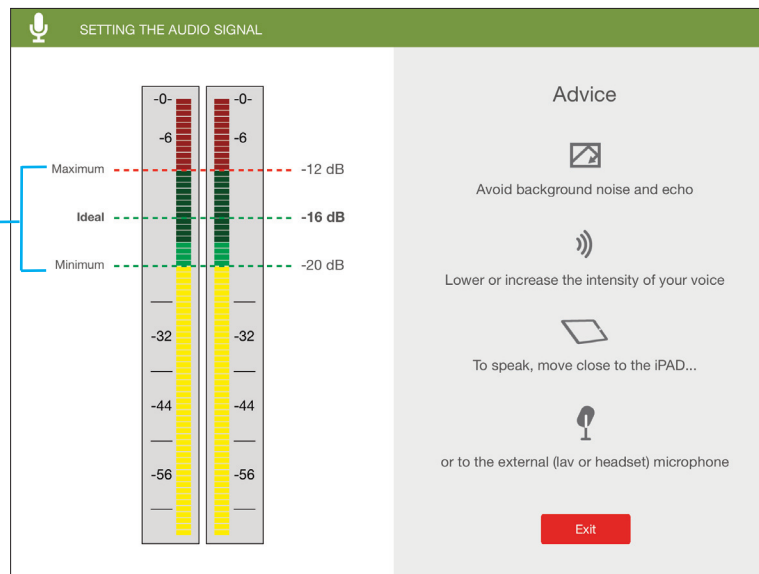 SETTING THE AUDIO SIGNAL
-0- -0-
-6 -6
Maximum -12 dB
Ideal -16 dB
Minimum -20 dB
-32 -32
-44 -44
-56 -56
Advice
Avoid background noise and echo
Lower or increase the intensity of your voice
To speak, move close to the iPAD...
or to the external (lav or headset) microphone
Exit